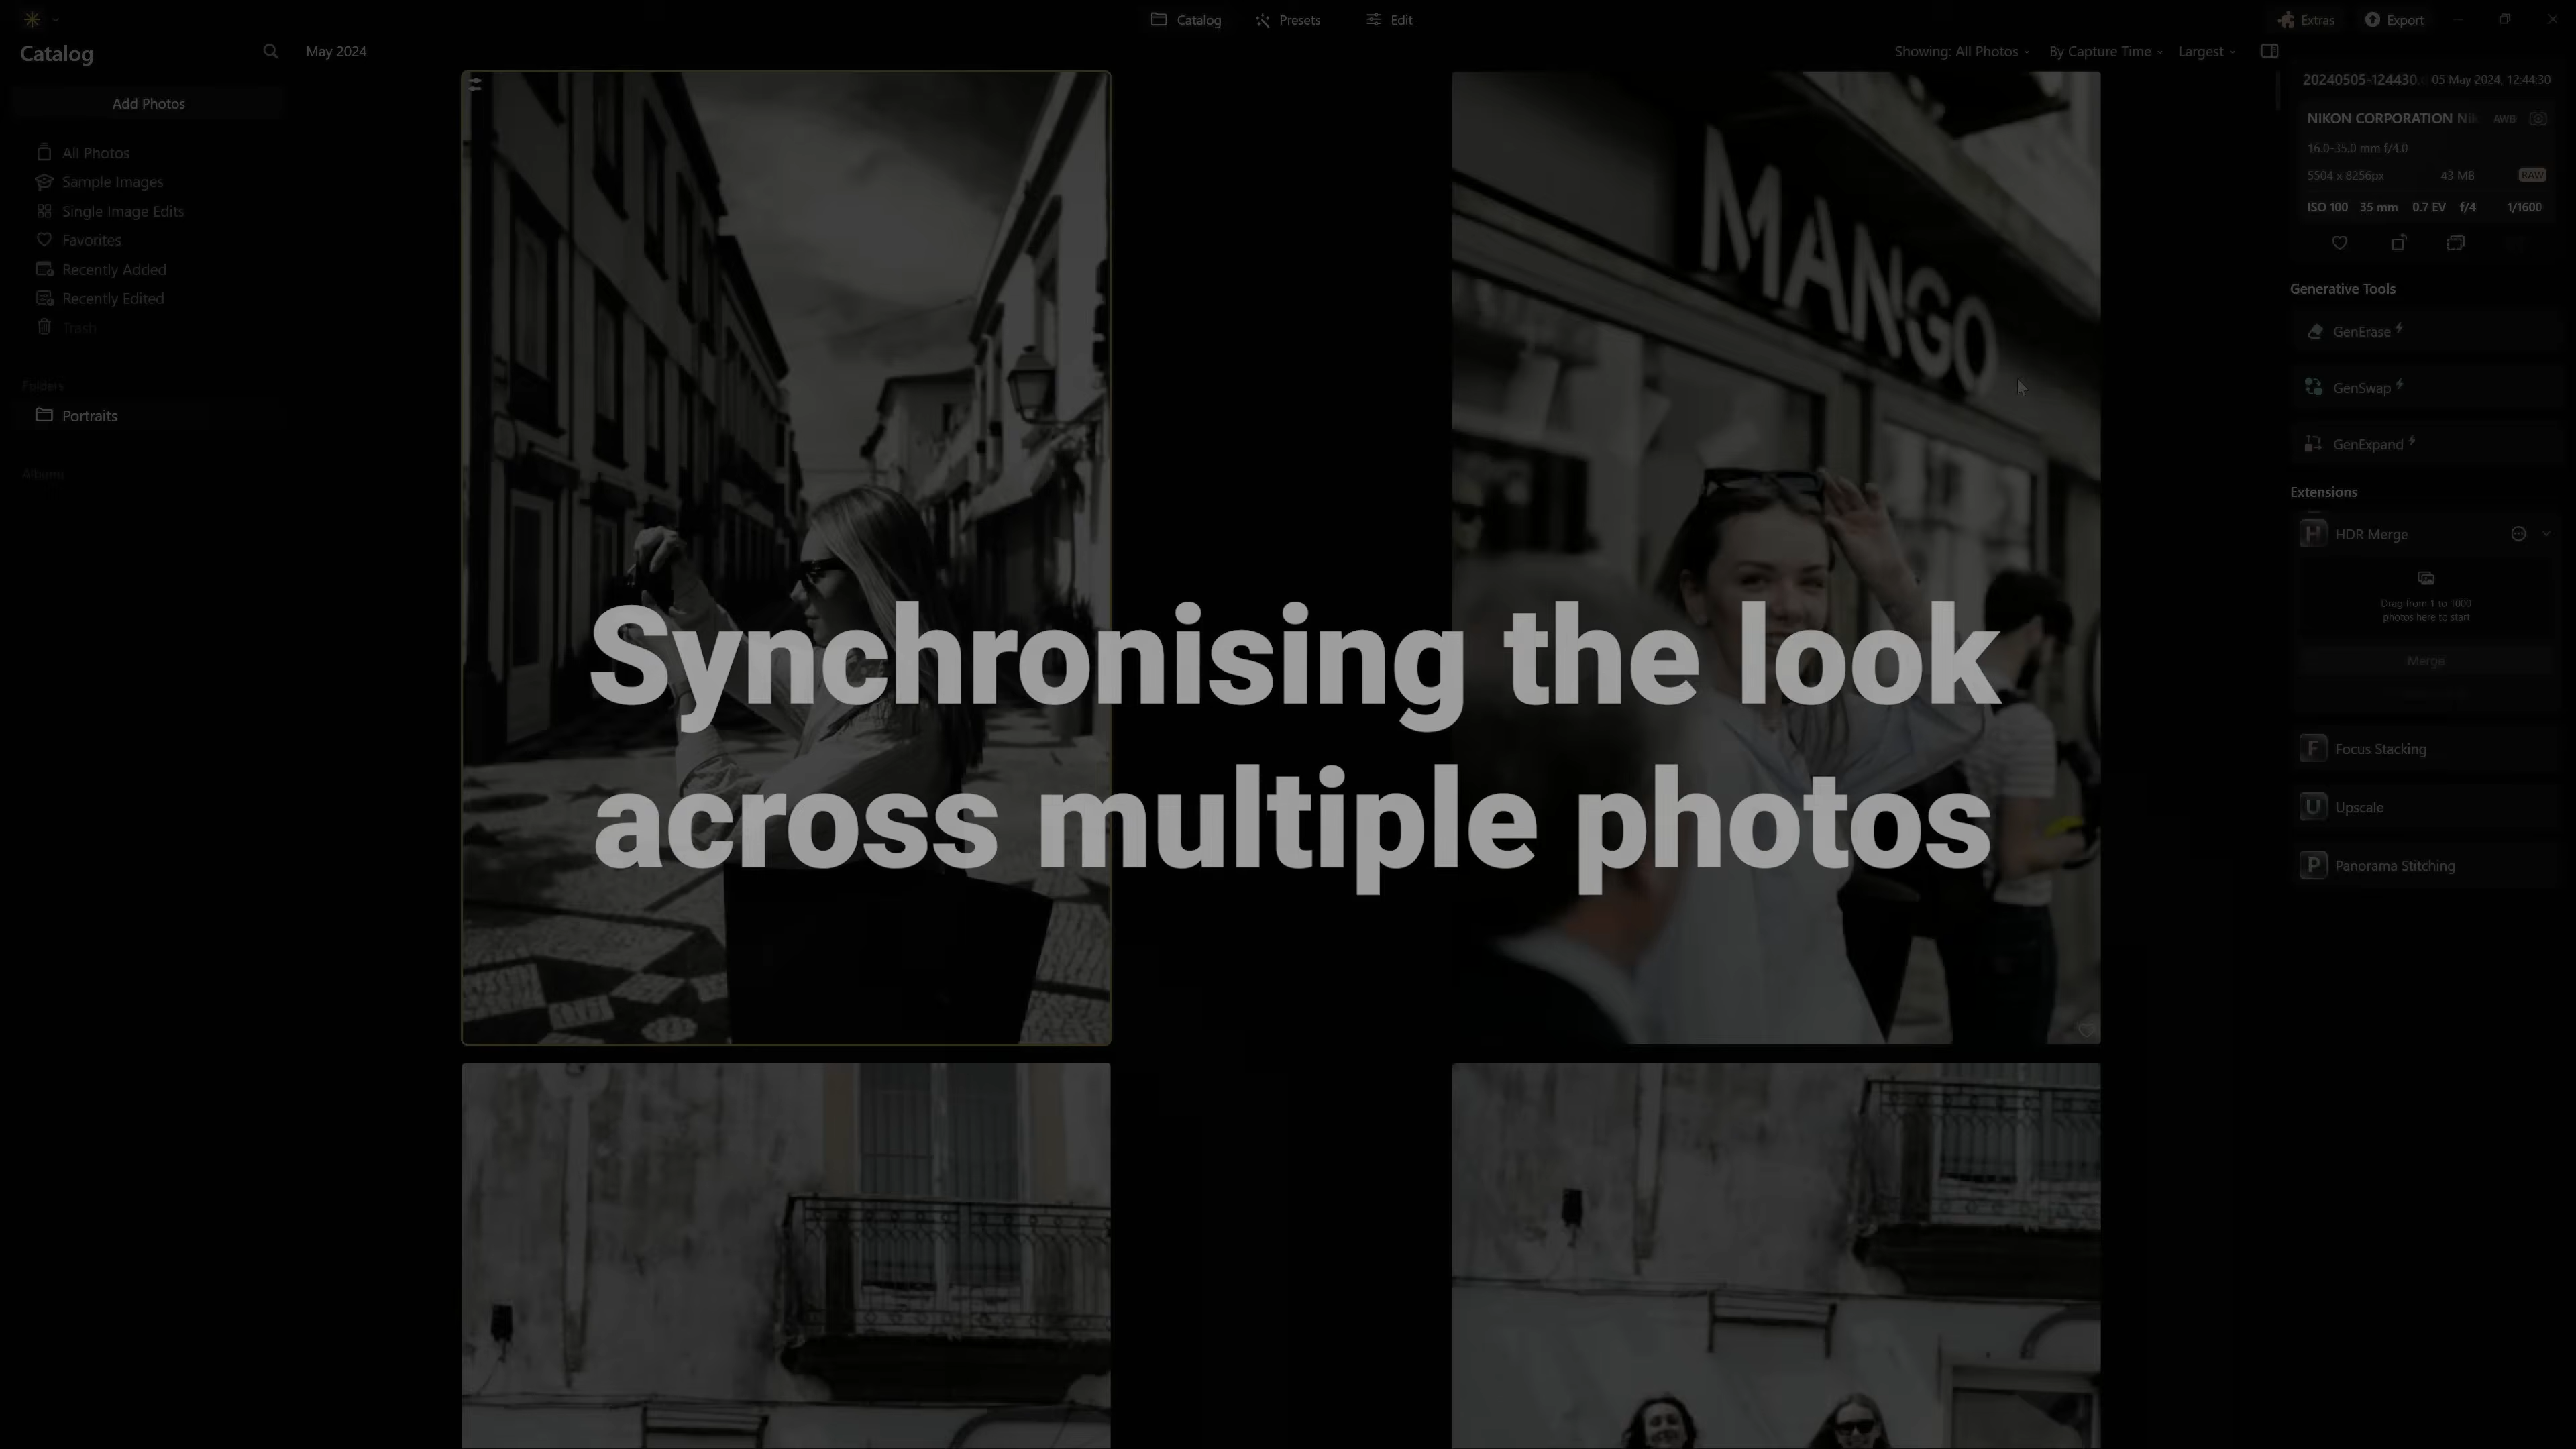 Catalog
Presets
Edit
Extras
Export
Catalog
May 2024
Showing: All Photos
By Capture Time
Largest
Add Photos
All Photos
Sample Images
Single Image Edits
Favorites
Recently Added
Recently Edited
Trash
Folders
Portraits
Albums
MANGO
Synchronising the look
across multiple photos
20240505-124430
05 May 2024, 12:44:30
NIKON CORPORATION
AWB
16.0-35.0 mm f/4.0
5504 x 8256px
43 MB
RAW
ISO 100
35 mm
0.7 EV
f/4
1/1600
Generative Tools
GenErase
GenSwap
GenExpand
Extensions
H
HDR Merge
Drag from 1 to 1000
photos here to start
Merge
F
Focus Stacking
U
Upscale
P
Panorama Stitching